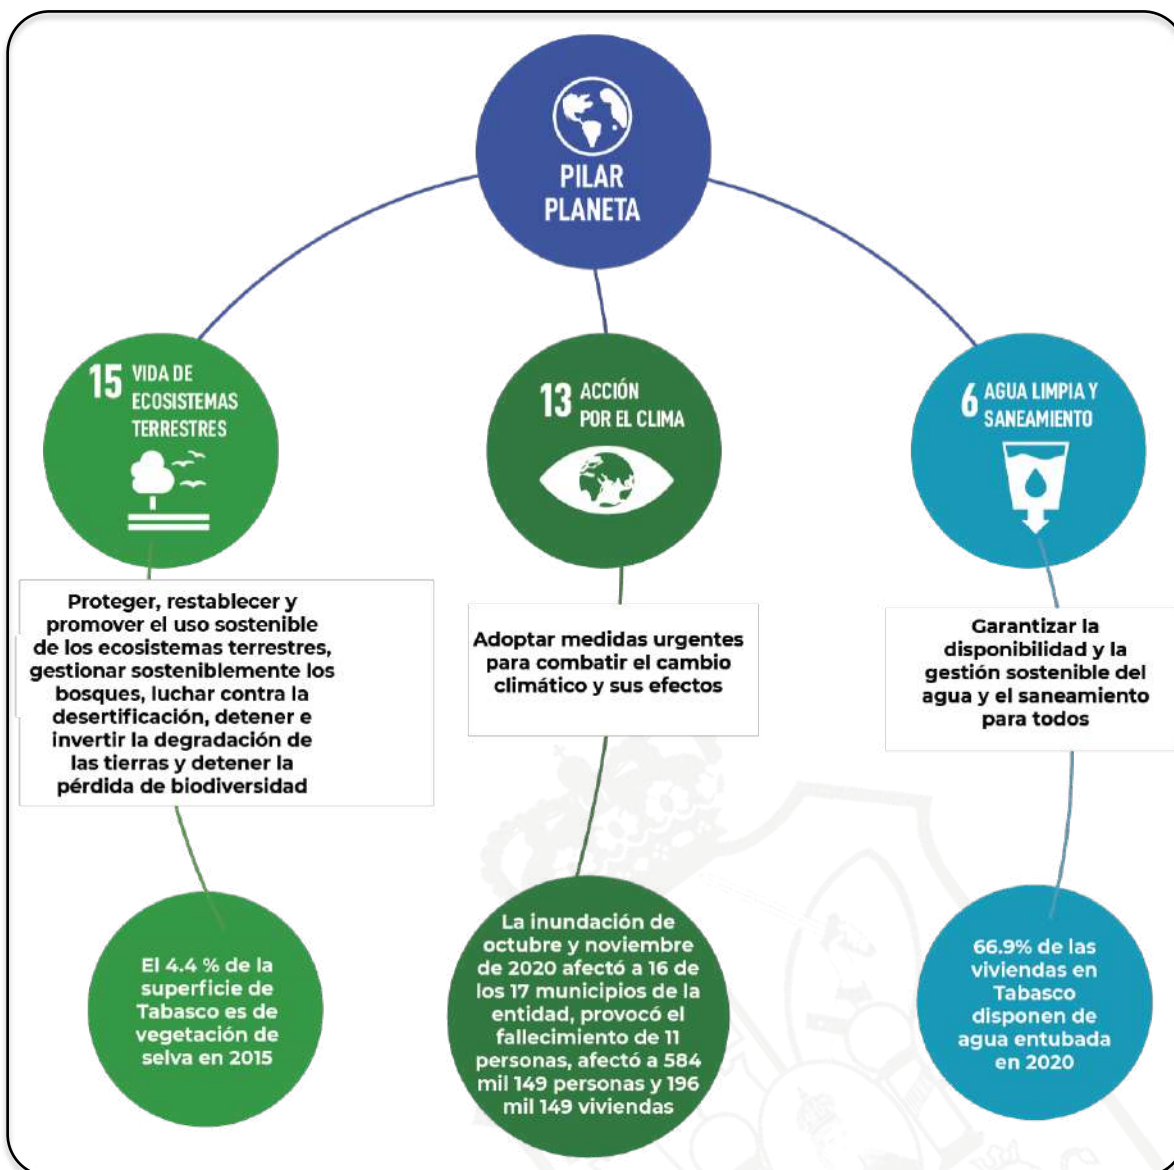 PILAR
PLANETA
15 VIDA DE
ECOSISTEMAS
TERRESTRES
Proteger, restablecer y
promover el uso sostenible
de los ecosistemas terrestres,
gestionar sosteniblemente los
bosques, luchar contra la
desertificación, detener e
invertir la degradación de
las tierras y detener la
pérdida de biodiversidad
El 4.4 % de la
superficie de
Tabasco es de
vegetación de
selva en 2015
13 ACCIÓN
POR EL CLIMA
Adoptar medidas urgentes
para combatir el cambio
climático y sus efectos
La inundación de
octubre y noviembre
de 2020 afectó a 16 de
los 17 municipios de la
entidad, provocó el
fallecimiento de 11
personas, afectó a 584
mil 149 personas y 196
mil 149 viviendas
6 AGUA LIMPIA Y
SANEAMIENTO
Garantizar la
disponibilidad y la
gestión sostenible del
agua y el saneamiento
para todos
66.9% de las
viviendas en
Tabasco
disponen de
agua entubada
en 2020